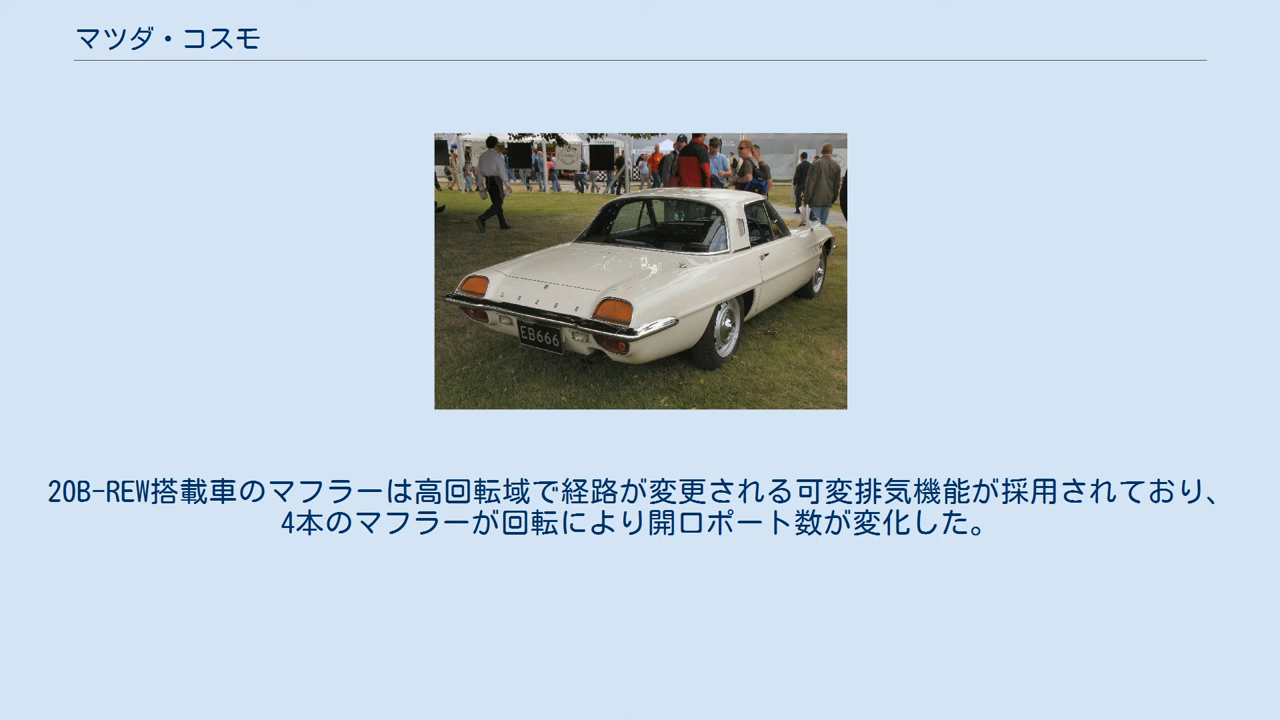 マツダ・コスモ
EB666
20B-REW搭載車のマフラーは高回転域で経路が変更される可変排気機能が採用されており、
4本のマフラーが回転により開口ポート数が変化した。